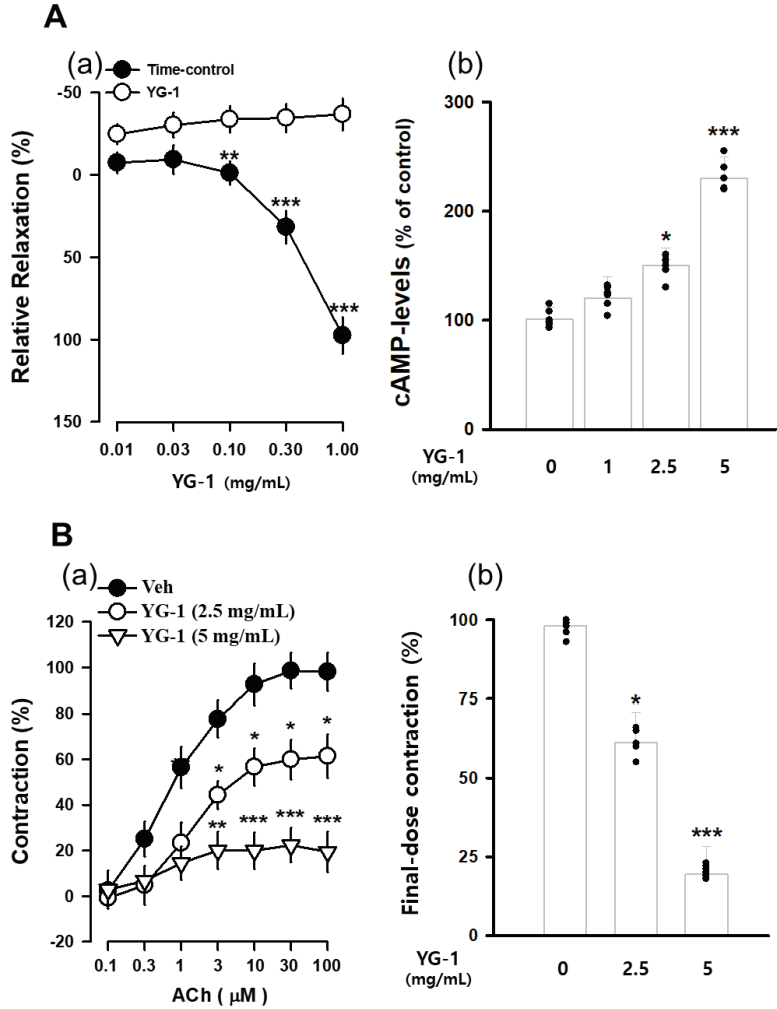 A
(a)
Time-control
YG-1
Relative Relaxation (%)
-50
0
50
100
150
**
***
***
0.01 0.03 0.10 0.30 1.00
YG-1 (mg/mL)
(b)
cAMP-levels (% of control)
300
200
100
0
*
***
YG-1
(mg/mL)
0 1 2.5 5
B
(a)
Veh
YG-1 (2.5 mg/mL)
YG-1 (5 mg/mL)
Contraction (%)
120
100
80
60
40
20
0
-20
*
* * * *
** *** *** ***
0.1 0.3 1 3 10 30 100
ACh ( μM )
(b)
Final-dose contraction (%)
100
75
50
25
0
*
***
YG-1
(mg/mL)
0 2.5 5